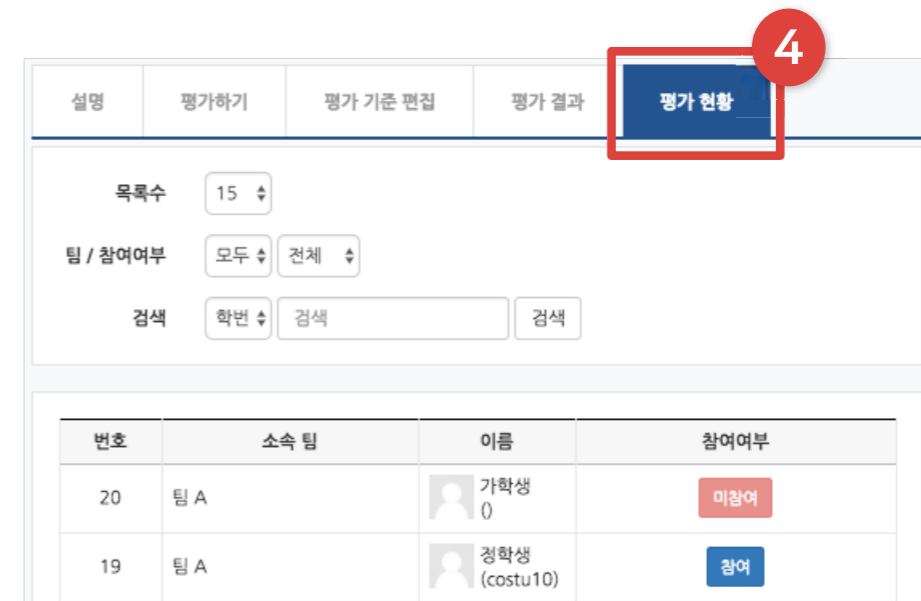 4
설명 평가하기 평가 기준 편집 평가 결과 평가 현황
목록수 15
팀 / 참여여부 모두 전체
검색 학번 검색 검색
번호 소속 팀 이름 참여여부
20 팀 A 가학생 미참여
()
19 팀 A 정학생 참여
(costu10)